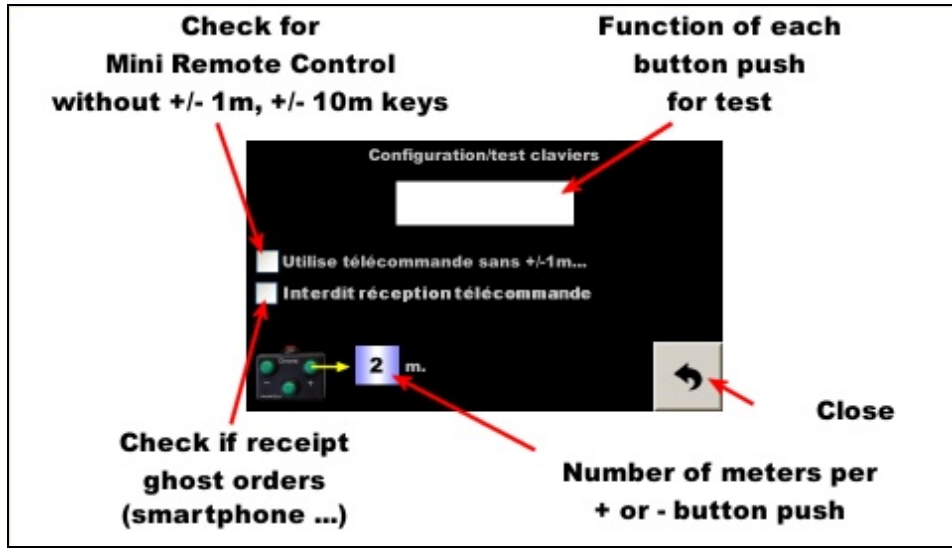 Check for
Mini Remote Control
without +/- 1m, +/- 10m keys
Function of each
button push
for test
Configuration/test claviers
Utilise télécommande sans +/-1m...
Interdit réception télécommande
2 m.
Close
Check if receipt
ghost orders
(smartphone ...)
Number of meters per
+ or - button push